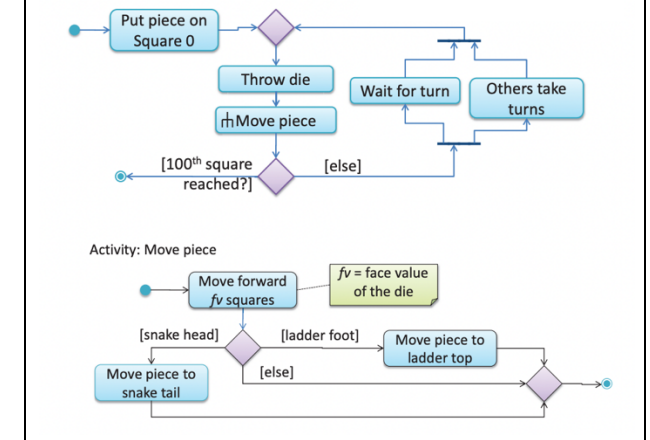 Put piece on
Square 0
Throw die
Move piece
[100th square
reached?]
[else]
Wait for turn
Others take
turns
Activity: Move piece
Move forward
fv squares
fv = face value
of the die
[snake head]
[ladder foot]
[else]
Move piece to
ladder top
Move piece to
snake tail